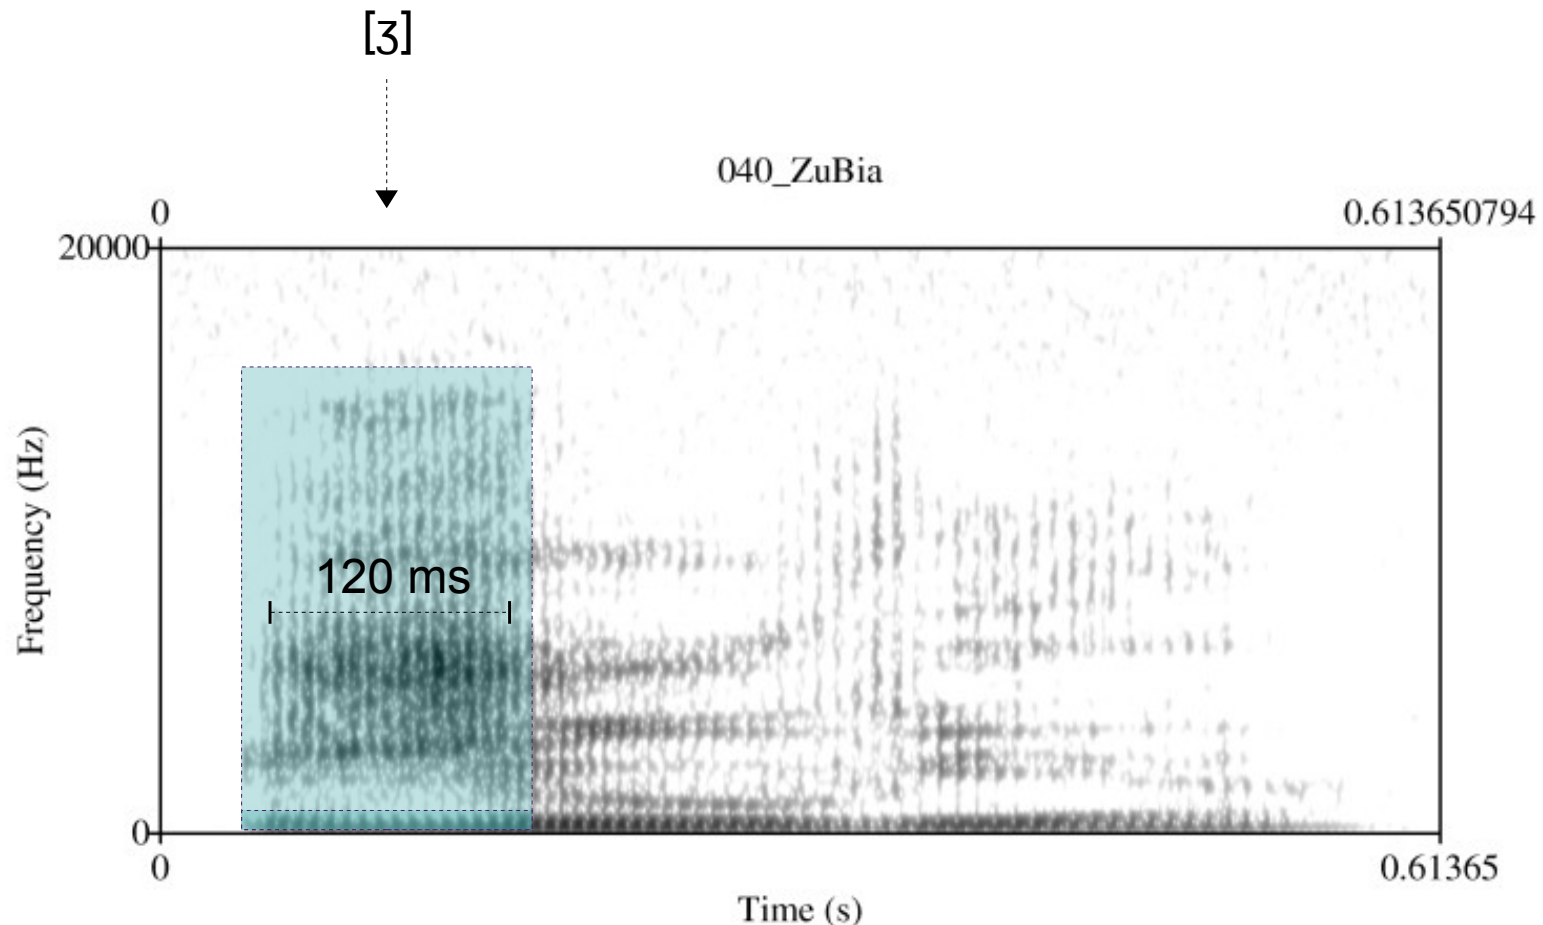 [ʒ]
040_ZuBia
0 0.613650794
20000
120 ms
Frequency (Hz)
0
0 0.61365
Time (s)